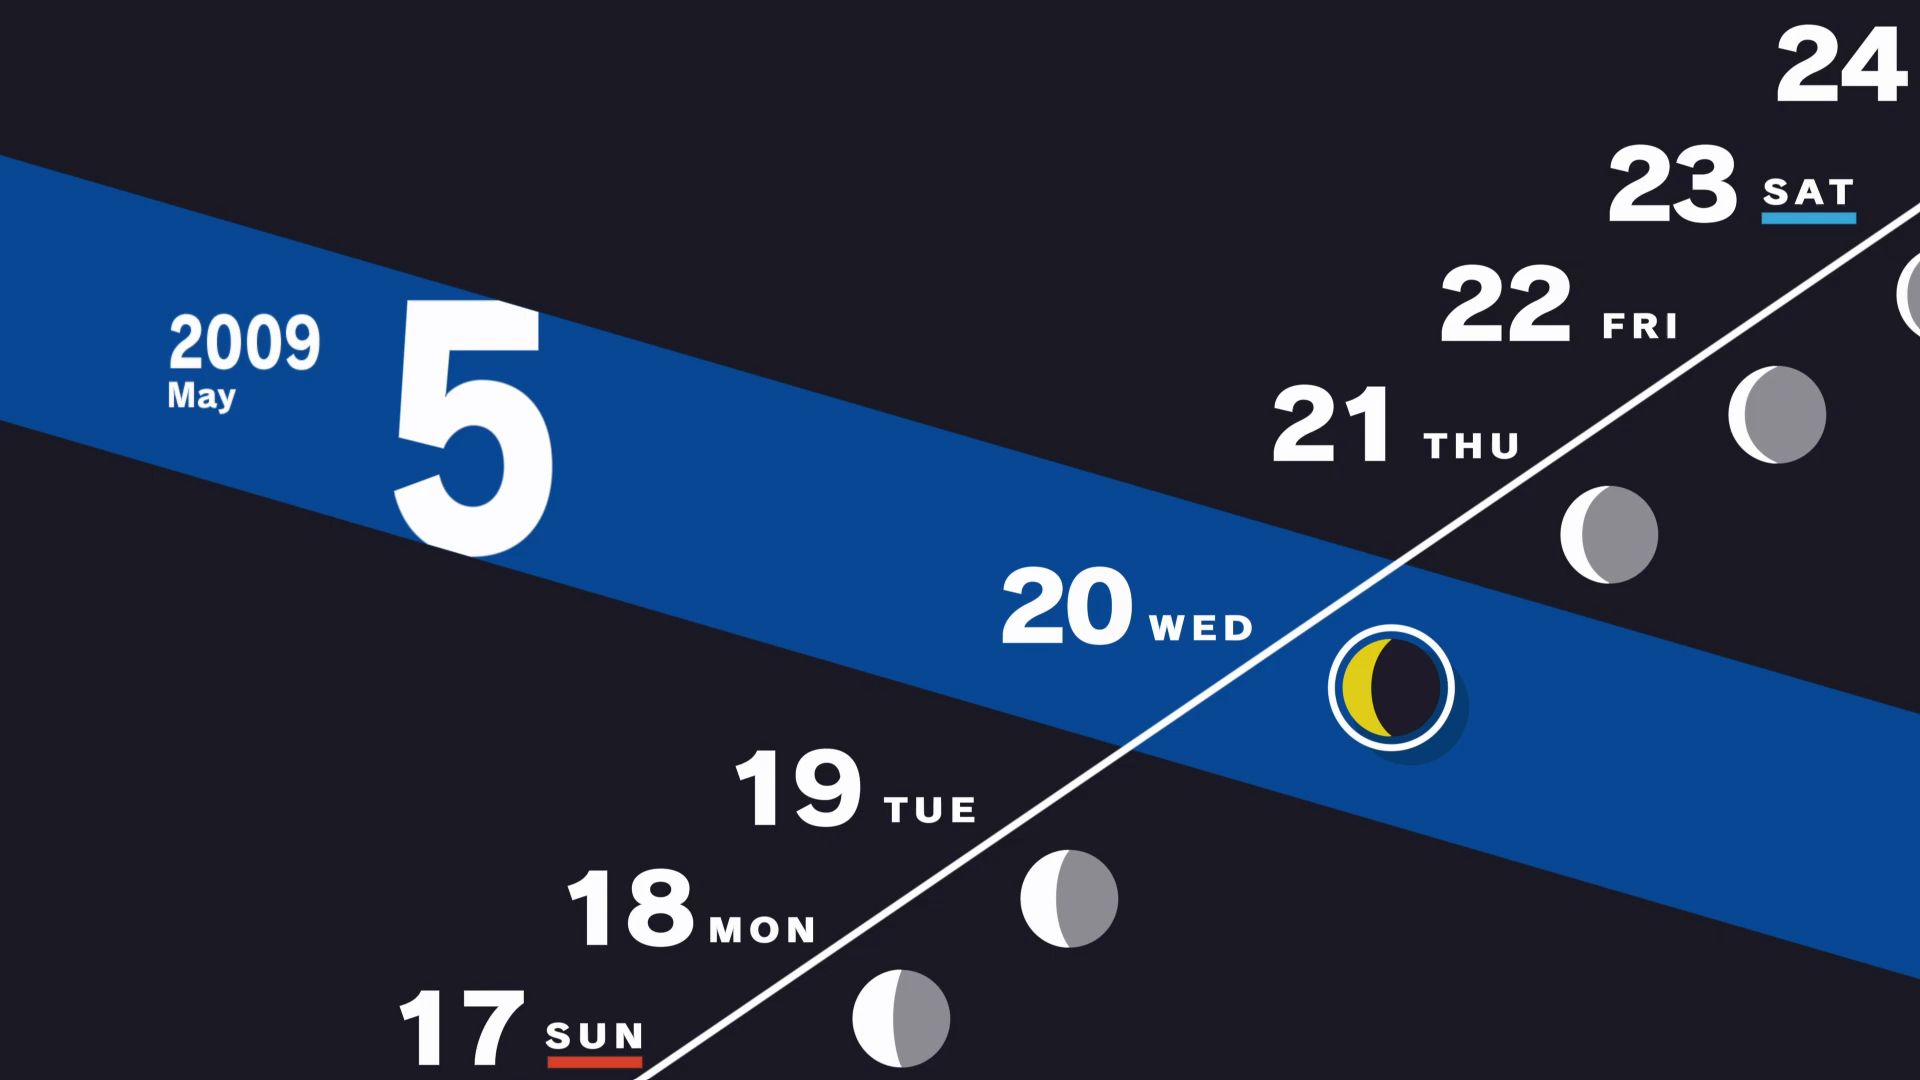 2009
May
5
24
23 SAT
22 FRI
21 THU
20 WED
19 TUE
18 MON
17 SUN